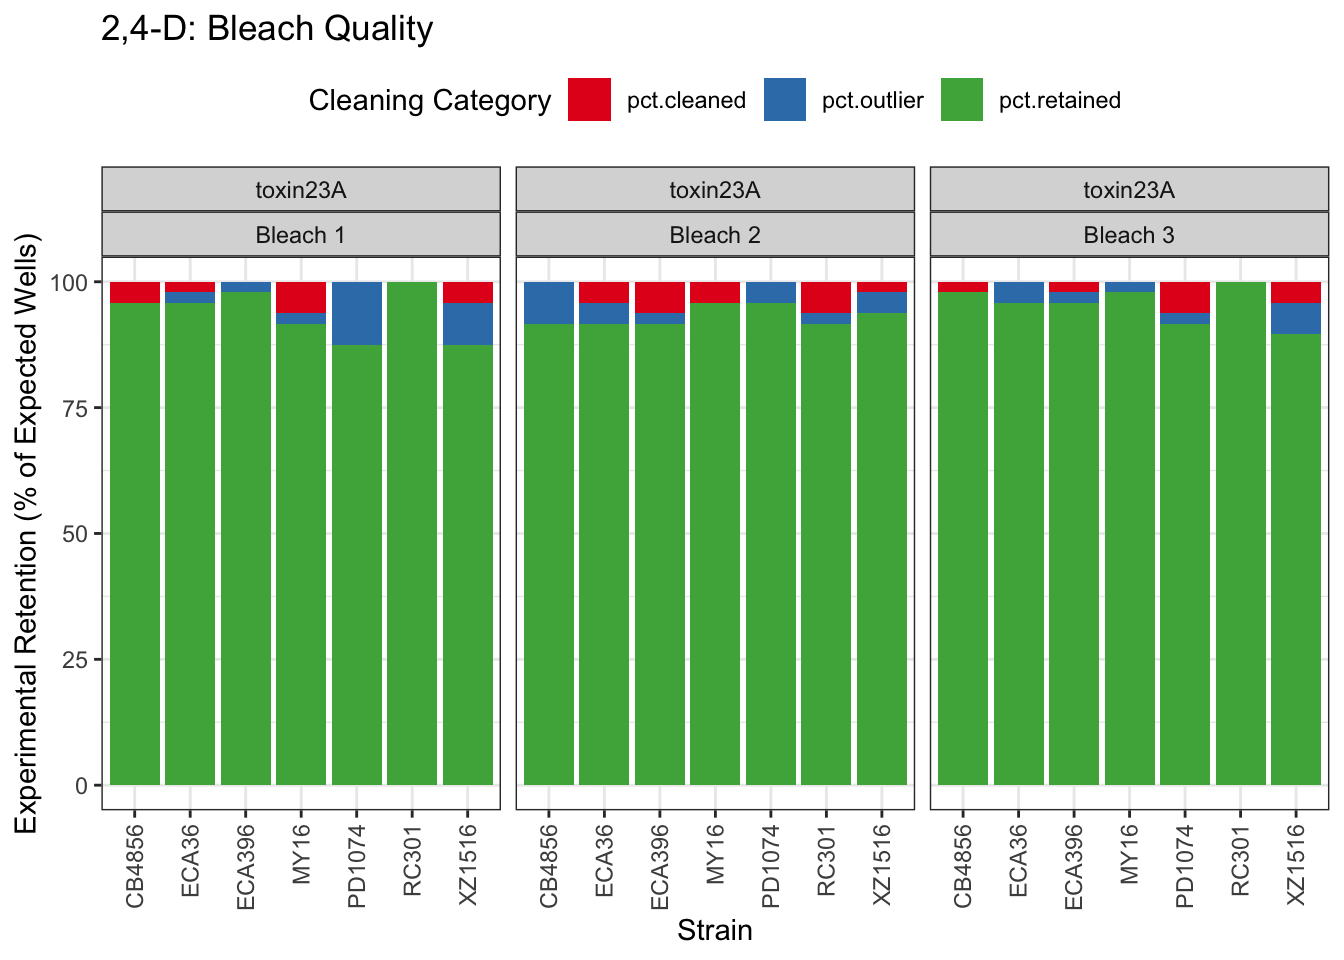 2,4-D: Bleach Quality
Cleaning Category pct.cleaned pct.outlier pct.retained
toxin23A toxin23A toxin23A
Bleach 1 Bleach 2 Bleach 3
Experimental Retention (% of Expected Wells)
100
75
50
25
0
CB4856 ECA36 ECA396 MY16 PD1074 RC301 XZ1516 CB4856 ECA36 ECA396 MY16 PD1074 RC301 XZ1516 CB4856 ECA36 ECA396 MY16 PD1074 RC301 XZ1516
Strain